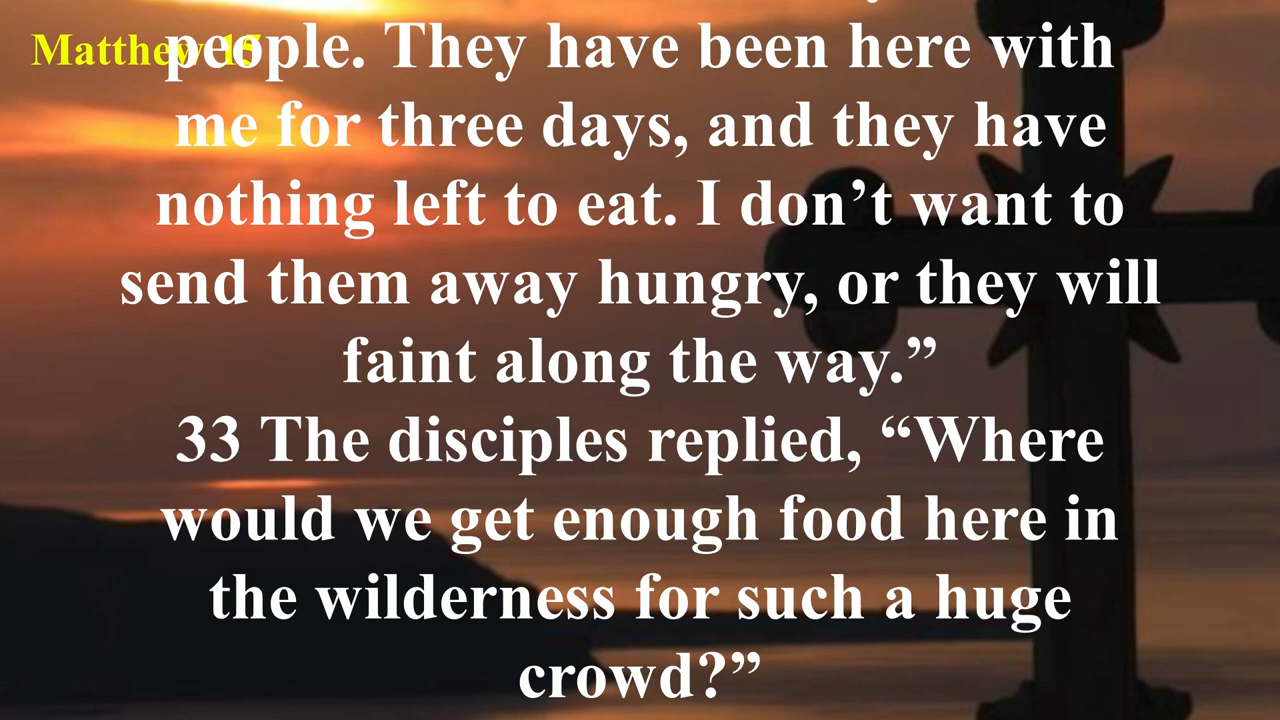 Matthew 15
people. They have been here with
me for three days, and they have
nothing left to eat. I don’t want to
send them away hungry, or they will
faint along the way.”
33 The disciples replied, “Where
would we get enough food here in
the wilderness for such a huge
crowd?”